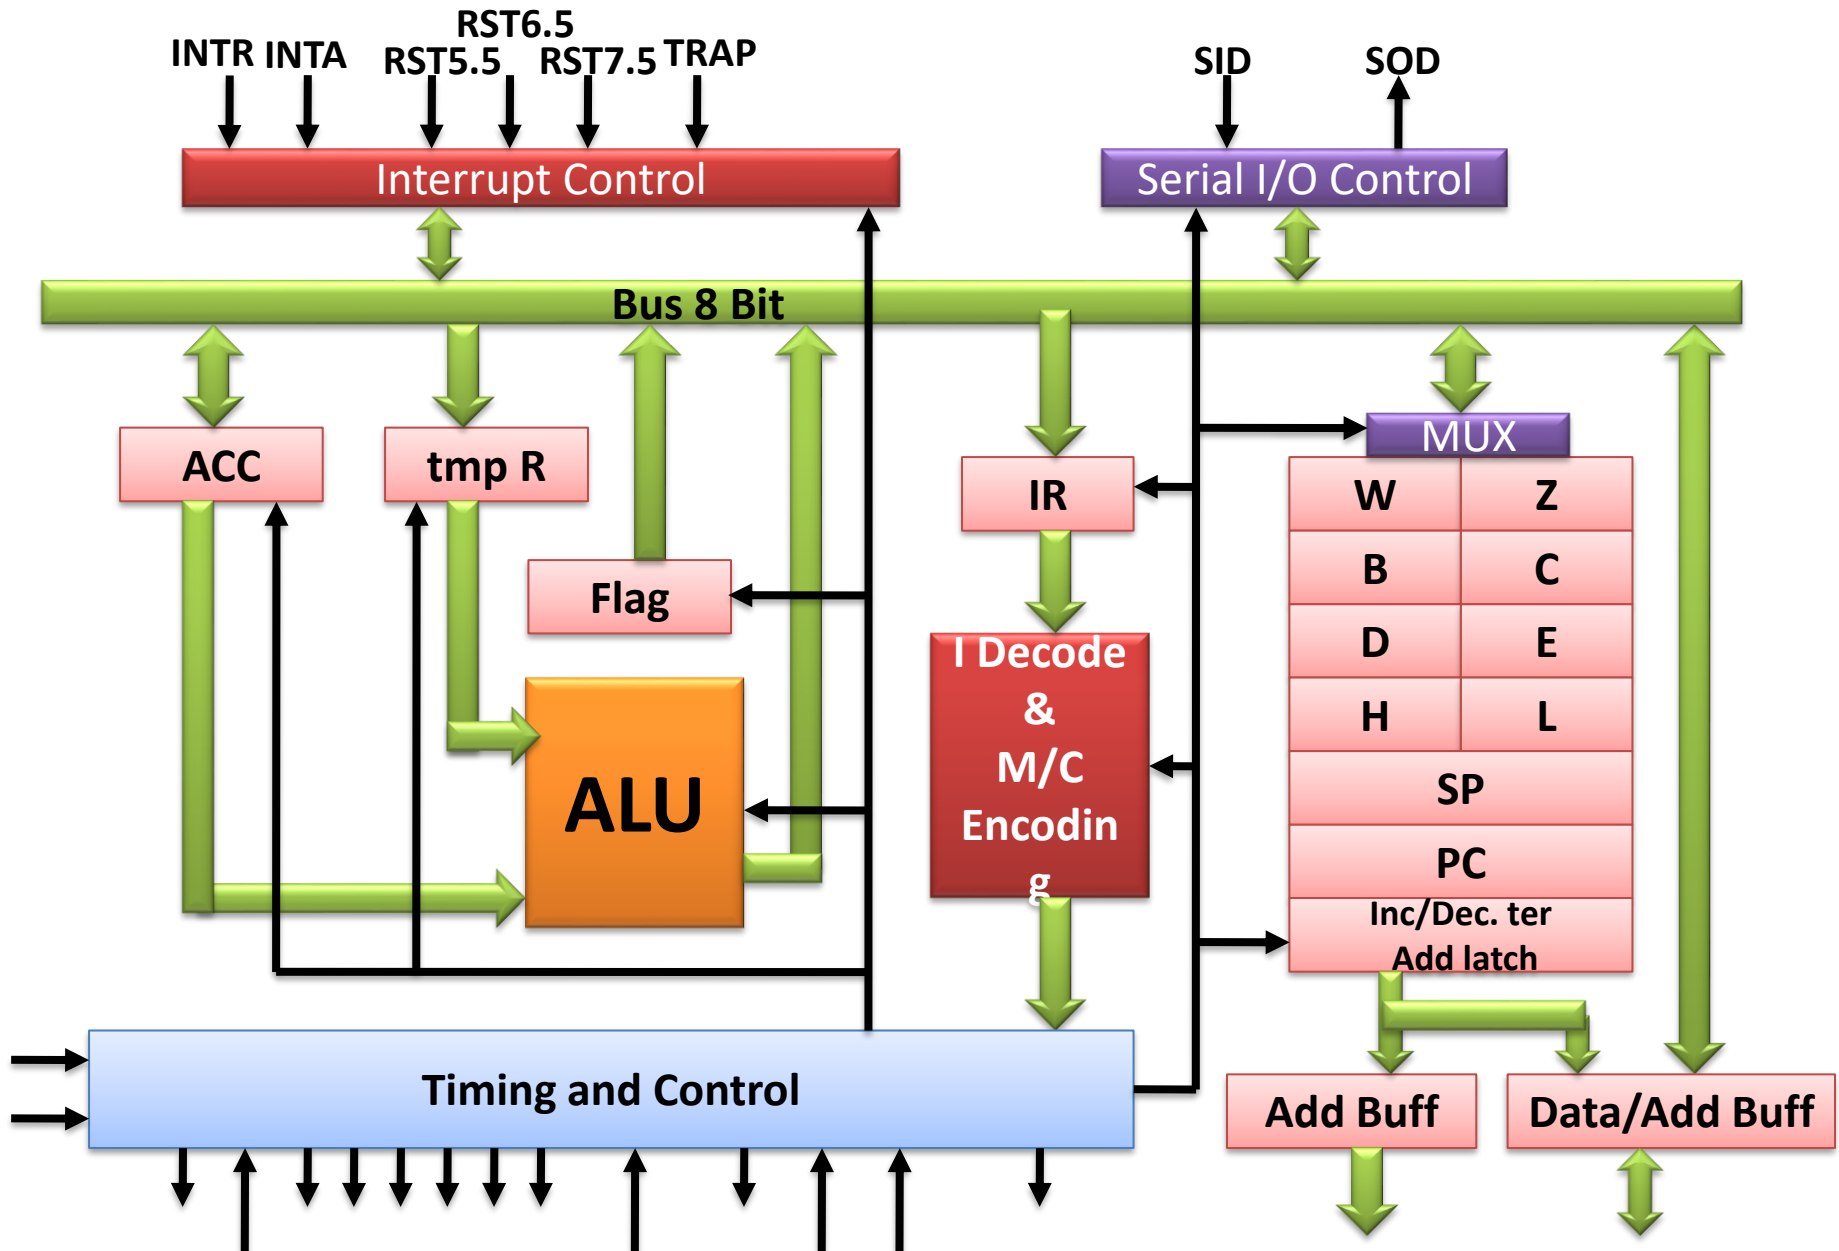 RST6.5
INTR INTA RST5.5 RST7.5 TRAP SID SOD
Interrupt Control
Serial I/O Control
Bus 8 Bit
MUX
ACC
tmp R
IR
W
Z
Flag
B
C
I Decode
&
M/C
Encodin
g
D
E
H
L
ALU
SP
PC
Inc/Dec. ter
Add latch
Timing and Control
Add Buff
Data/Add Buff